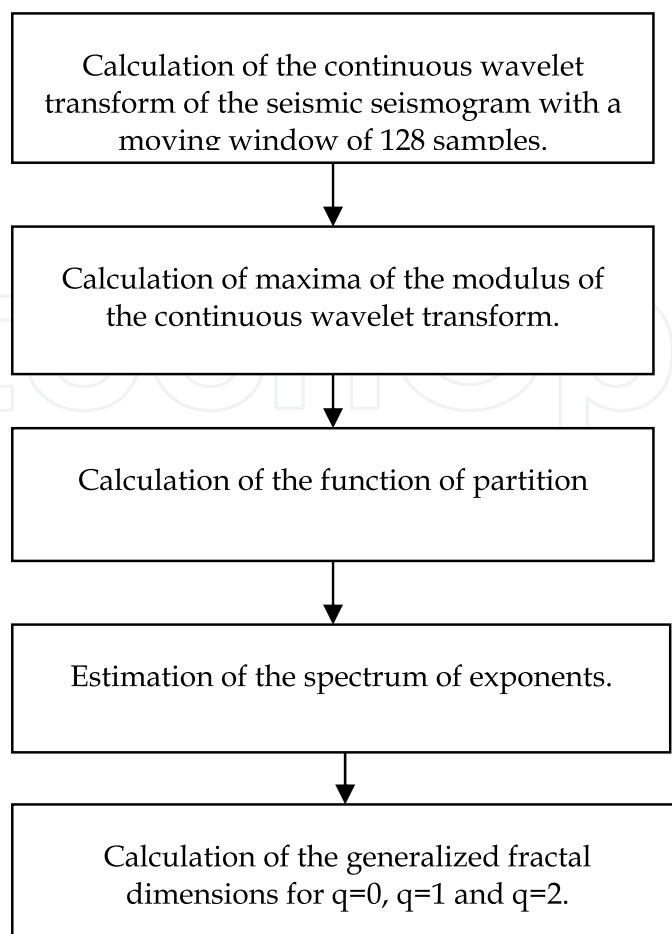 Calculation of the continuous wavelet
transform of the seismic seismogram with a
moving window of 128 samples.
Calculation of maxima of the modulus of
the continuous wavelet transform.
Calculation of the function of partition
Estimation of the spectrum of exponents.
Calculation of the generalized fractal
dimensions for q=0, q=1 and q=2.